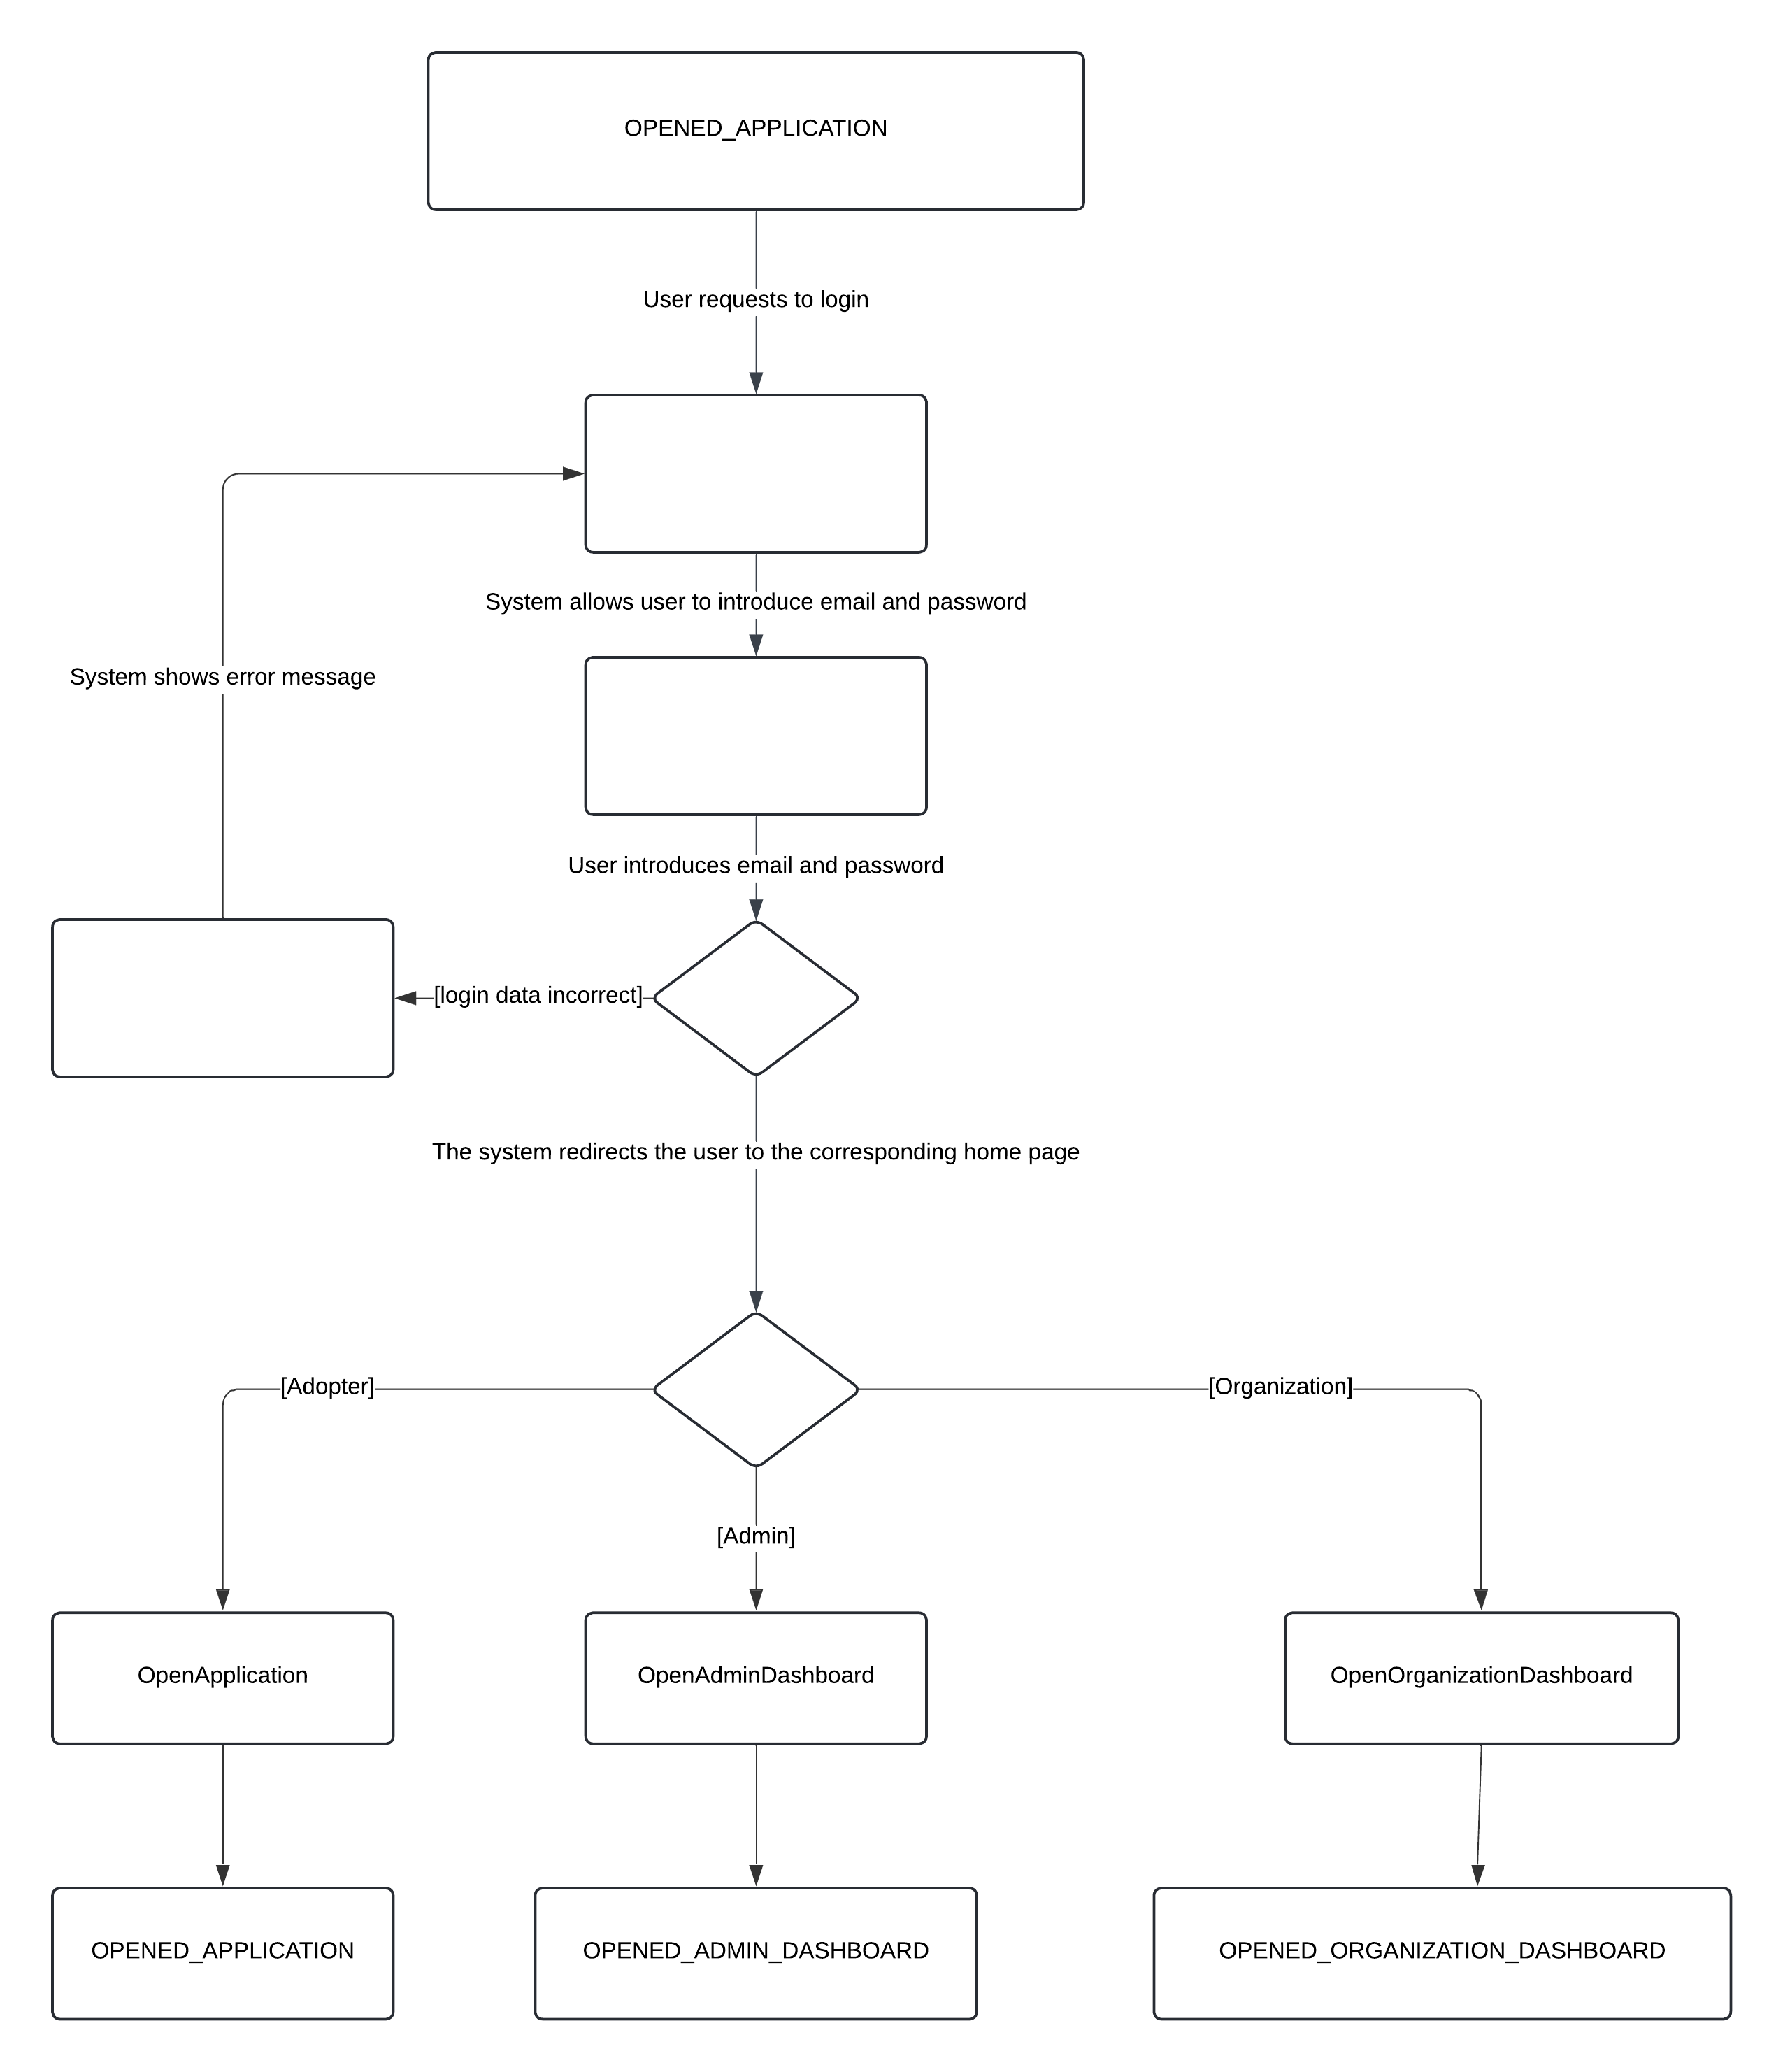 OPENED_APPLICATION
User requests to login
System allows user to introduce email and password
System shows error message
User introduces email and password
[login data incorrect]
The system redirects the user to the corresponding home page
[Adopter]
[Organization]
[Admin]
OpenApplication
OpenAdminDashboard
OpenOrganizationDashboard
OPENED_APPLICATION
OPENED_ADMIN_DASHBOARD
OPENED_ORGANIZATION_DASHBOARD